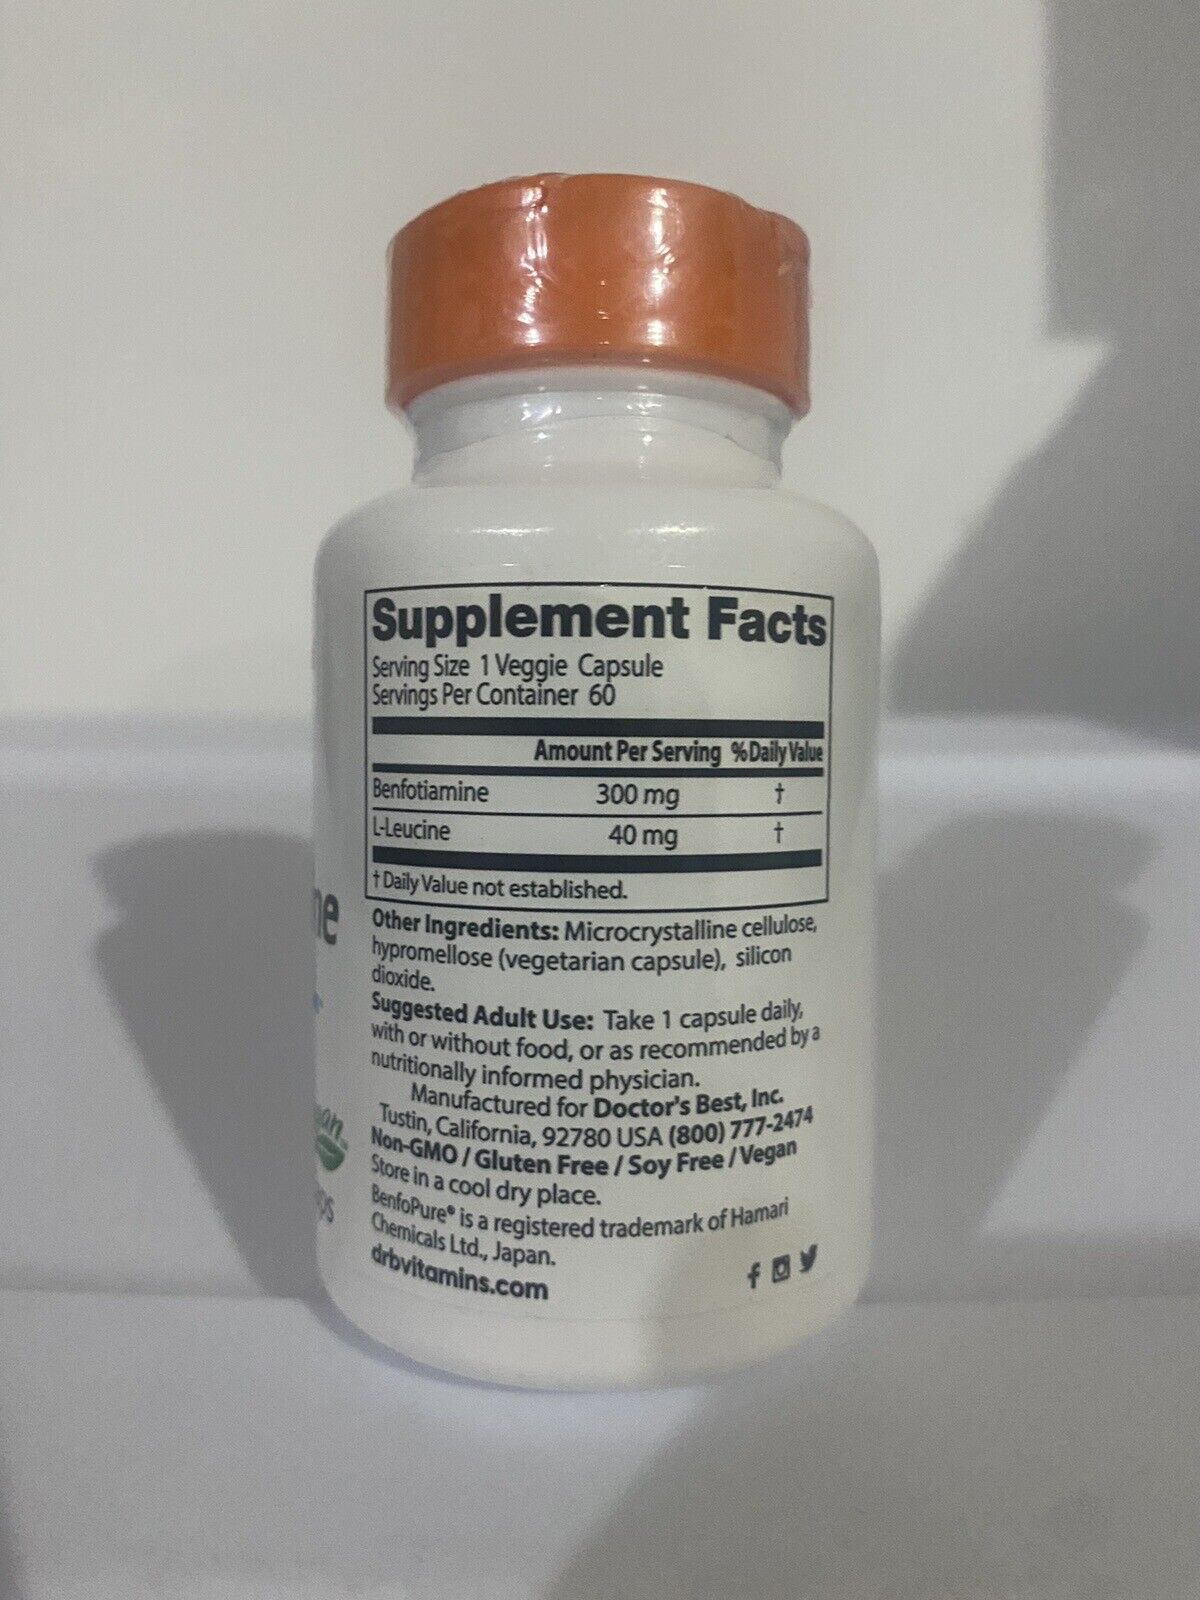 Supplement Facts
Serving Size 1 Veggie Capsule
Servings Per Container 60
Amount Per Serving %Daily Value
Benfotiamine 300 mg †
L-Leucine 40 mg †
† Daily Value not established.
Other Ingredients: Microcrystalline cellulose,
hypromellose (vegetarian capsule), silicon
dioxide.
Suggested Adult Use: Take 1 capsule daily,
with or without food, or as recommended by a
nutritionally informed physician.
Manufactured for Doctor's Best, Inc.
Tustin, California, 92780 USA (800) 777-2474
Non-GMO / Gluten Free / Soy Free / Vegan
Store in a cool dry place.
BenfoPure® is a registered trademark of Hamari
Chemicals Ltd., Japan.
drbvitamins.com